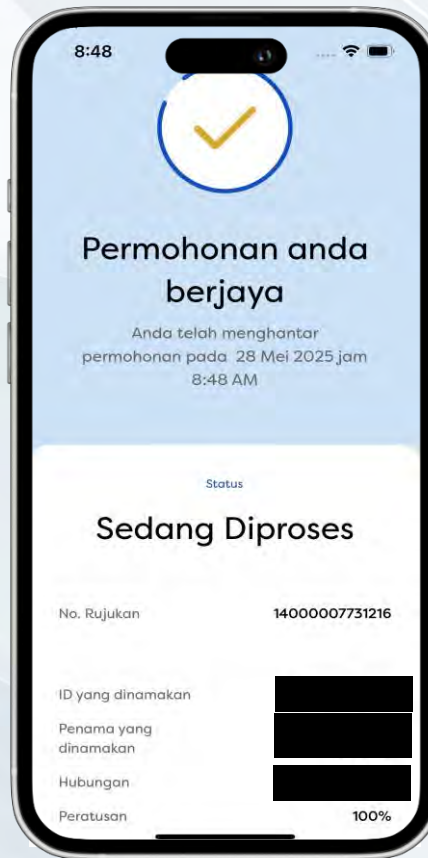 8:48
Permohonan anda
berjaya
Anda telah menghantar
permohonan pada 28 Mei 2025 jam
8:48 AM
Status
Sedang Diproses
No. Rujukan 14000007731216
ID yang dinamakan
Penama yang
dinamakan
Hubungan
Peratusan 100%